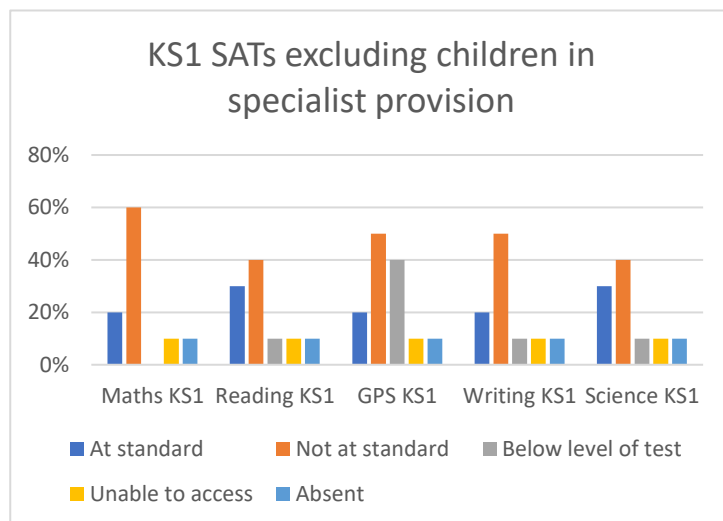 KS1 SATs excluding children in
specialist provision
80%
60%
40%
20%
0%
Maths KS1 Reading KS1 GPS KS1 Writing KS1 Science KS1
At standard Not at standard Below level of test
Unable to access Absent